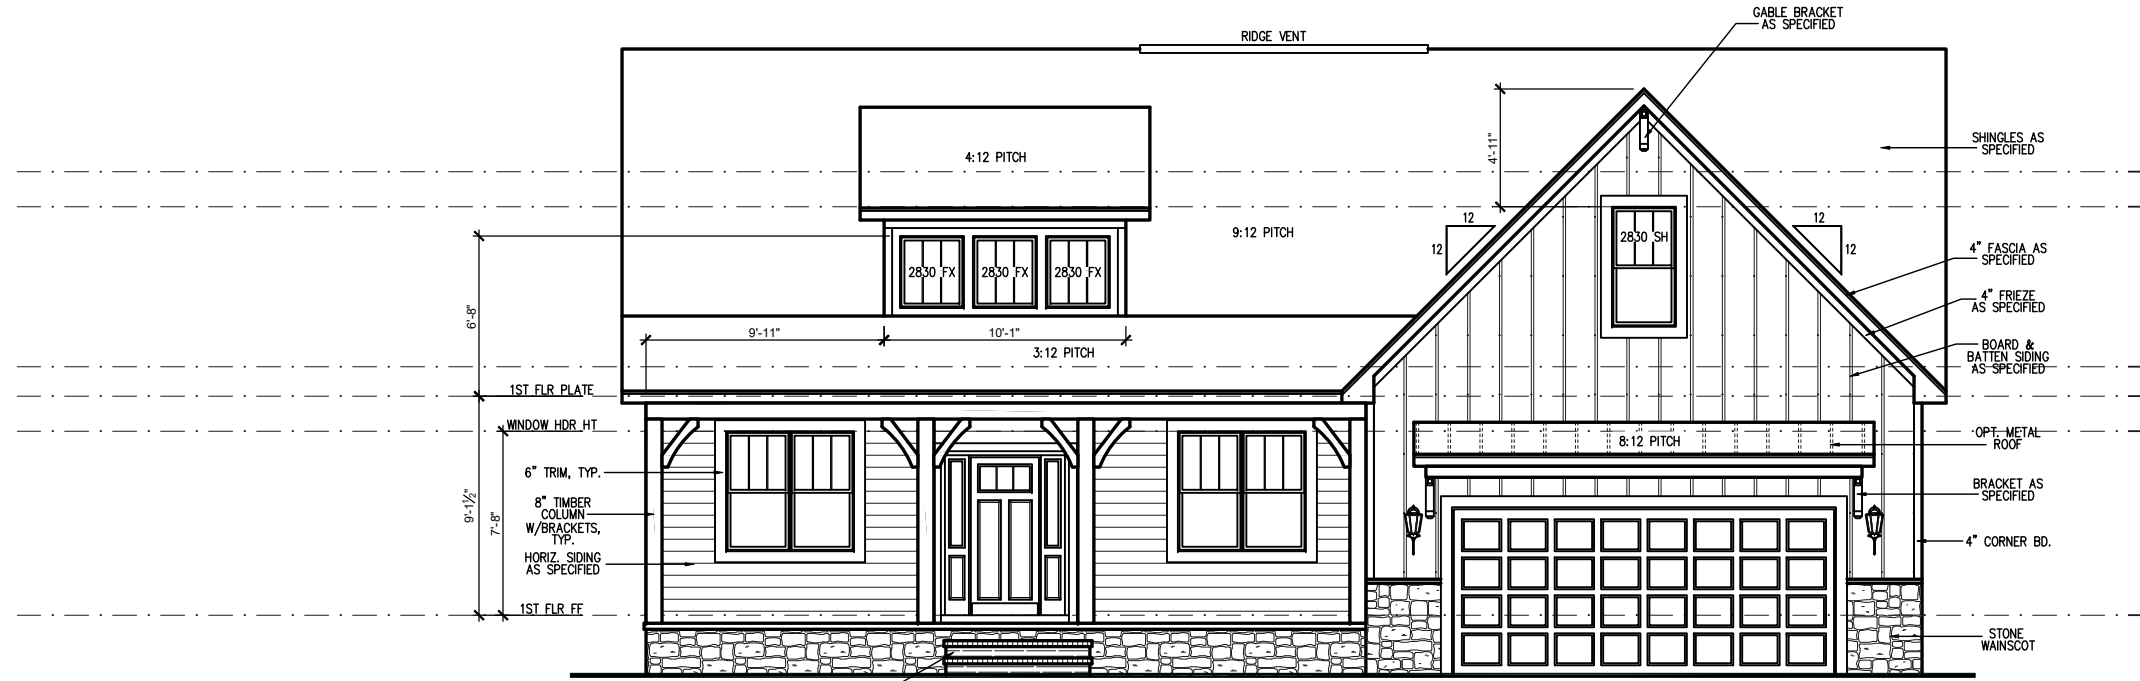 GABLE BRACKET
AS SPECIFIED
RIDGE VENT
4'-11"
SHINGLES AS
SPECIFIED
4:12 PITCH
12
12
12
12
9:12 PITCH
2830 SH
4" FASCIA AS
SPECIFIED
2830 FX
2830 FX
2830 FX
4" FRIEZE
AS SPECIFIED
6'-8"
9'-11"
10'-1"
3:12 PITCH
BOARD &
BATTEN SIDING
AS SPECIFIED
1ST FLR PLATE
WINDOW HDR HT
8:12 PITCH
OPT. METAL
ROOF
6" TRIM, TYP.
BRACKET AS
SPECIFIED
9'-1½"
7'-8"
8" TIMBER
COLUMN
W/BRACKETS,
TYP.
4" CORNER BD.
HORIZ. SIDING
AS SPECIFIED
1ST FLR FF
STONE
WAINSCOT